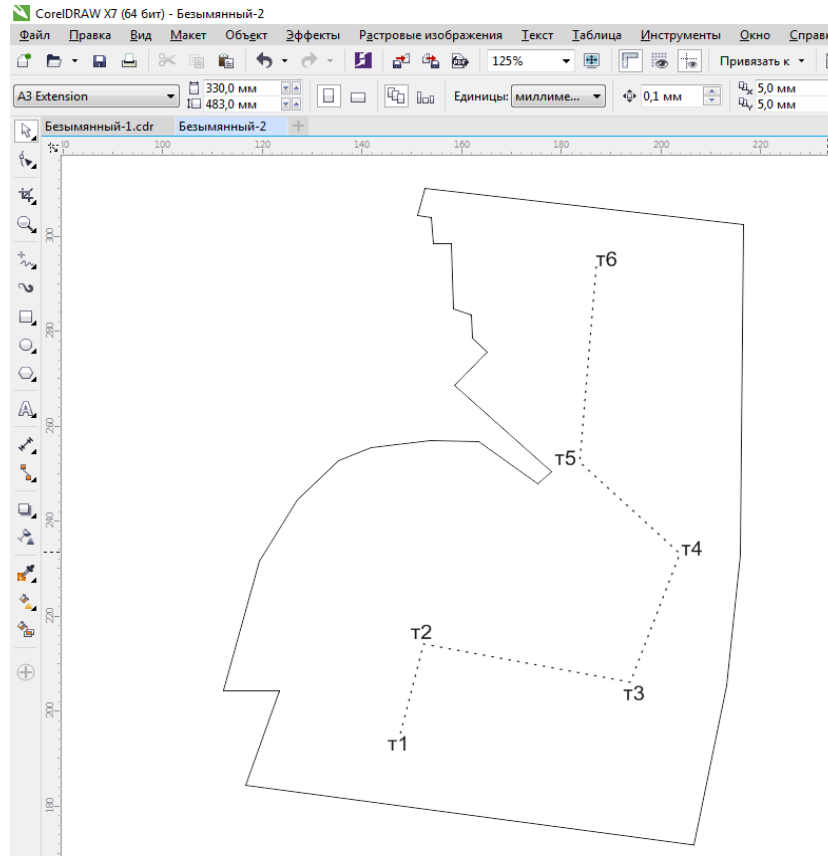 CorelDRAW X7 (64 бит) - Безымянный-2
Файл Правка Вид Макет Объект Эффекты Растровые изображения Текст Таблица Инструменты Окно Справк
125% Привязать к
A3 Extension 330,0 мм 483,0 мм Единицы: миллиме... 0,1 мм 5,0 мм 5,0 мм
Безымянный-1.cdr Безымянный-2
100 120 140 160 180 200 220
300
280
260
240
220
200
180
т6
т5
т4
т2
т3
т1